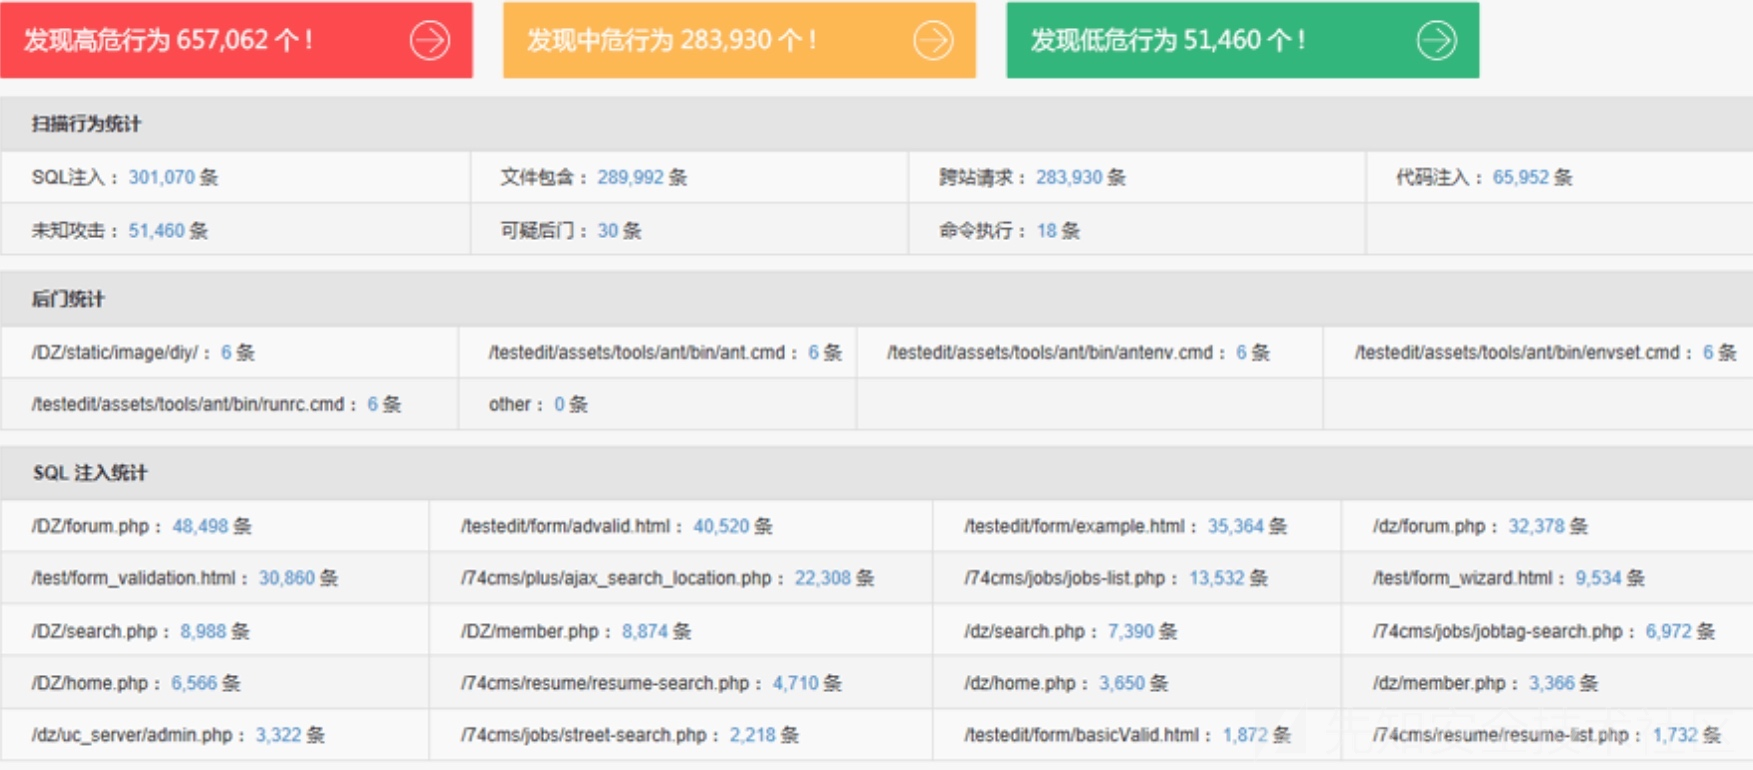 发现高危行为 657,062 个！ 发现中危行为 283,930 个！ 发现低危行为 51,460 个！
扫描行为统计
SQL注入： 301,070 条 文件包含： 289,992 条 跨站请求： 283,930 条 代码注入： 65,952 条
未知攻击： 51,460 条 可疑后门： 30 条 命令执行： 18 条
后门统计
/DZ/static/image/diy/： 6 条 /testedit/assets/tools/ant/bin/ant.cmd： 6 条 /testedit/assets/tools/ant/bin/antenv.cmd： 6 条 /testedit/assets/tools/ant/bin/envset.cmd： 6 条
/testedit/assets/tools/ant/bin/runrc.cmd： 6 条 other： 0 条
SQL 注入统计
/DZ/forum.php： 48,498 条 /testedit/form/advalid.html： 40,520 条 /testedit/form/example.html： 35,364 条 /dz/forum.php： 32,378 条
/test/form_validation.html： 30,860 条 /74cms/plus/ajax_search_location.php： 22,308 条 /74cms/jobs/jobs-list.php： 13,532 条 /test/form_wizard.html： 9,534 条
/DZ/search.php： 8,988 条 /DZ/member.php： 8,874 条 /dz/search.php： 7,390 条 /74cms/jobs/jobtag-search.php： 6,972 条
/DZ/home.php： 6,566 条 /74cms/resume/resume-search.php： 4,710 条 /dz/home.php： 3,650 条 /dz/member.php： 3,366 条
/dz/uc_server/admin.php： 3,322 条 /74cms/jobs/street-search.php： 2,218 条 /testedit/form/basicValid.html： 1,872 条 /74cms/resume/resume-list.php： 1,732 条
先知安全技术社区